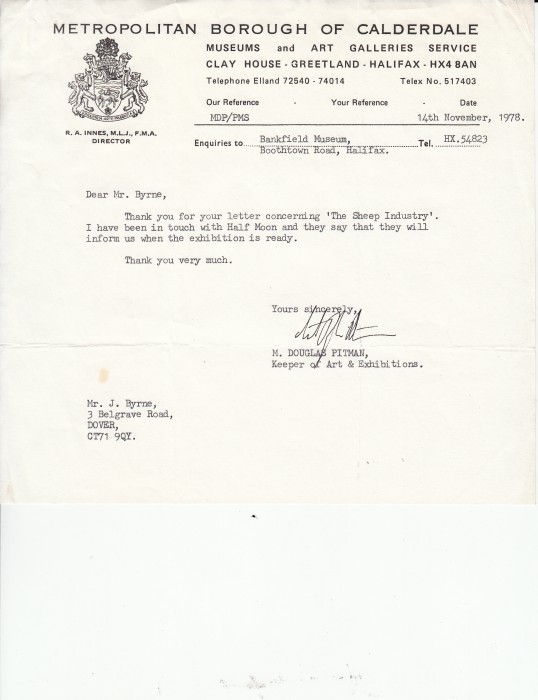 METROPOLITAN BOROUGH OF CALDERDALE
MUSEUMS and ART GALLERIES SERVICE
CLAY HOUSE - GREETLAND - HALIFAX - HX4 8AN
Telephone Elland 72540 - 74014 Telex No. 517403
Our Reference - Your Reference - Date
MDP/PMS 14th November, 1978.
R. A. INNES, M.L.J., F.M.A.
DIRECTOR
Enquiries to Bankfield Museum, Tel. HX.54823
Boothtown Road, Halifax.
Dear Mr. Byrne,
Thank you for your letter concerning 'The Sheep Industry'.
I have been in touch with Half Moon and they say that they will
inform us when the exhibition is ready.
Thank you very much.
Yours sincerely,
M. DOUGLAS PITMAN,
Keeper of Art & Exhibitions.
Mr. J. Byrne,
3 Belgrave Road,
DOVER,
CT71 9QY.